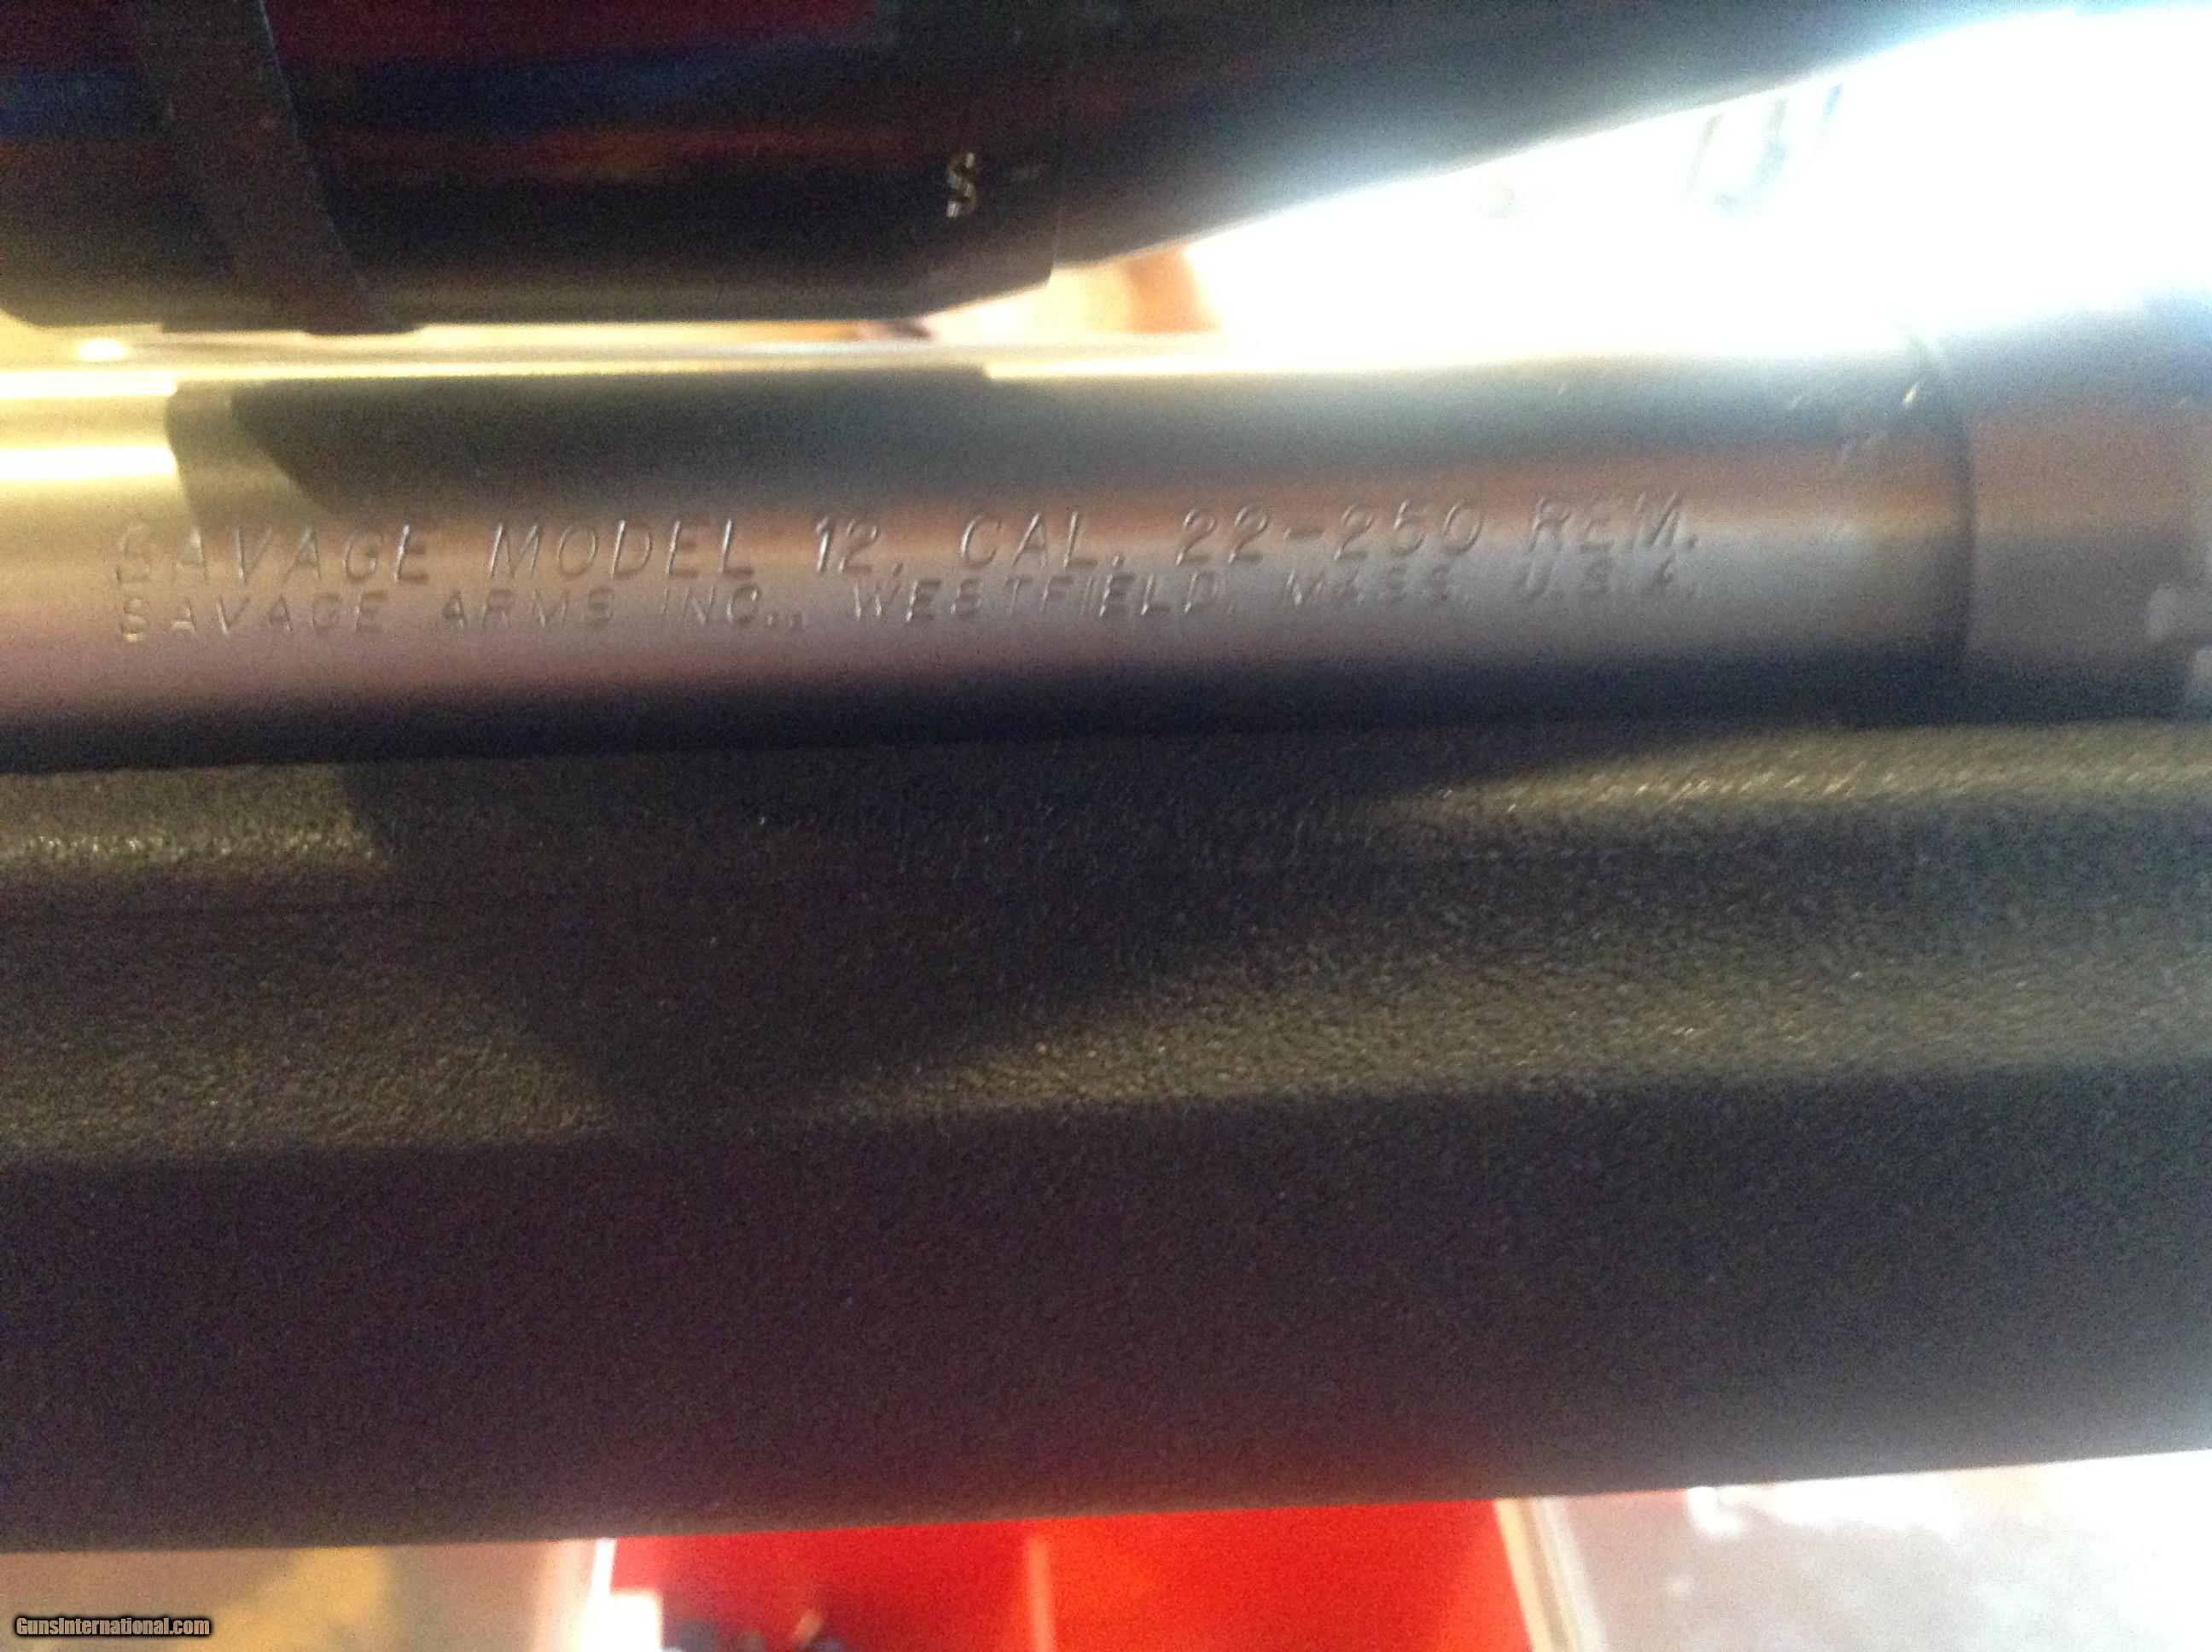 S
SAVAGE MODEL 12, CAL. 22-250 REM.
SAVAGE ARMS INC., WESTFIELD, MASS. U.S.A.
GunsInternational.com